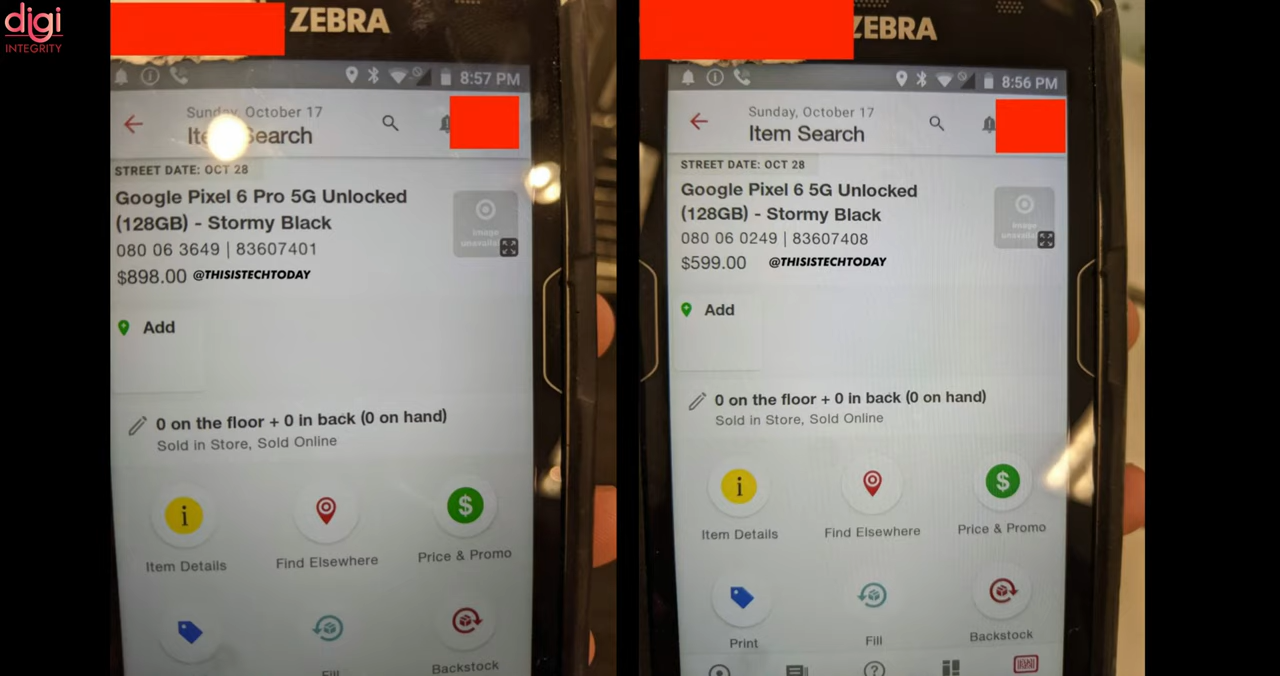 digi
INTEGRITY
ZEBRA
8:57 PM
Sunday, October 17
Item Search
STREET DATE: OCT 28
Google Pixel 6 Pro 5G Unlocked
(128GB) - Stormy Black
080 06 3649 | 83607401
$898.00 @THISISTECHTODAY
Image
Add
0 on the floor + 0 in back (0 on hand)
Sold in Store, Sold Online
Item Details
Find Elsewhere
Price & Promo
Fill
Backstock
ZEBRA
8:56 PM
Sunday, October 17
Item Search
STREET DATE: OCT 28
Google Pixel 6 5G Unlocked
(128GB) - Stormy Black
080 06 0249 | 83607408
$599.00 @THISISTECHTODAY
Image
Add
0 on the floor + 0 in back (0 on hand)
Sold in Store, Sold Online
Item Details
Find Elsewhere
Price & Promo
Print
Fill
Backstock